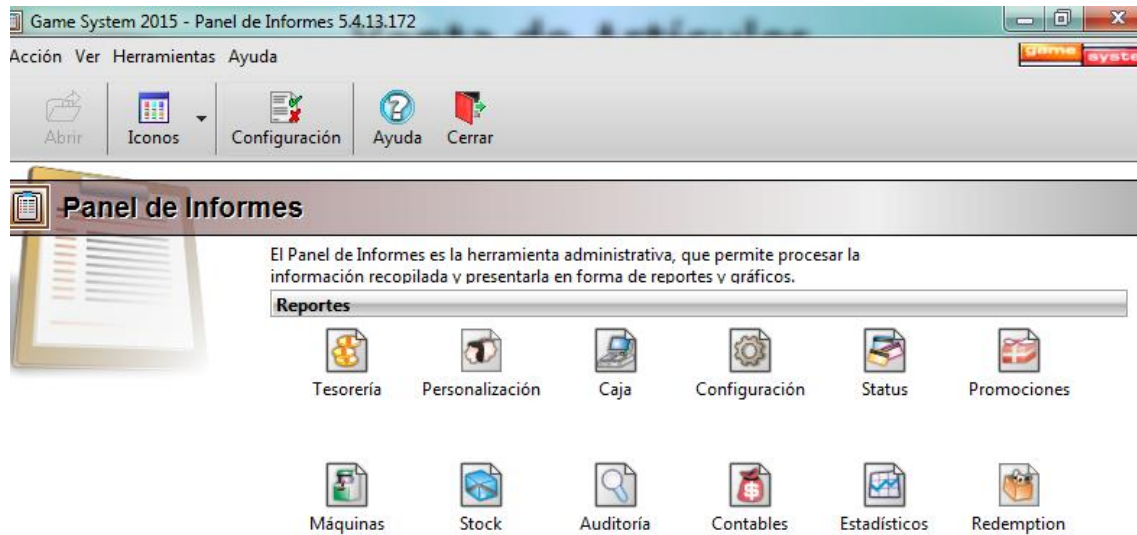 Game System 2015 - Panel de Informes 5.4.13.172
Acción Ver Herramientas Ayuda
game
Abrir Iconos Configuración Ayuda Cerrar
Panel de Informes
El Panel de Informes es la herramienta administrativa, que permite procesar la
información recopilada y presentarla en forma de reportes y gráficos.
Reportes
Tesorería Personalización Caja Configuración Status Promociones
Máquinas Stock Auditoría Contables Estadísticos Redemption